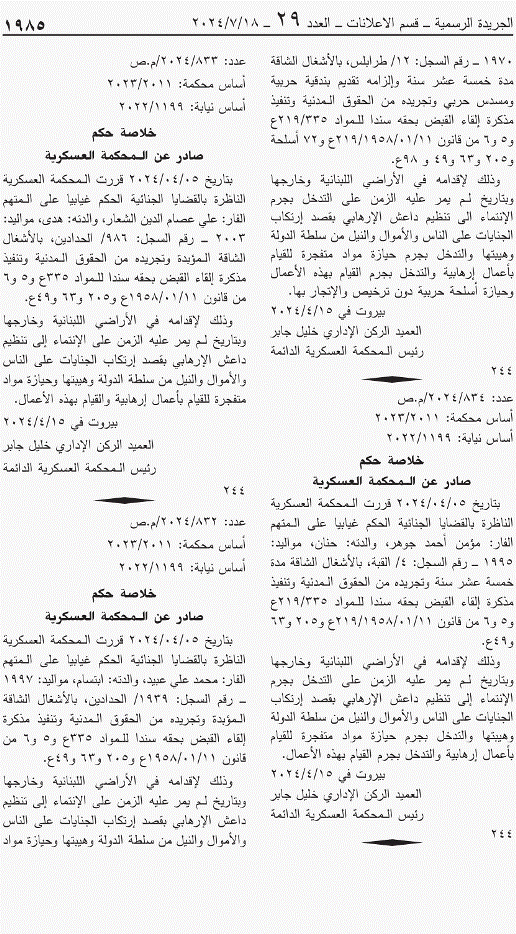 الجريدة الرسمية ــ قسم الاعلانات ــ العدد ٢٩ ــ ٢٠٢٤/٧/١٨
١٩٨٥
١٩٧٠ ــ رقم السجل: ١٢/ طرابلس، بالأشغال الشاقة
مدة خمسة عشر سنة وإلزامه تقديم بندقية حربية
ومسدس حربي وتجريده من الحقوق المدنية وتنفيذ
مذكرة إلقاء القبض بحقه سندا للمواد ٢١٩/٣٣٥ع
و٥ و٦ من قانون ٢١٩/١٩٥٨/٠١/١١ع و٧٢ أسلحة
و٢٠٥ و٦٣ و٤٩ و ٩٨ع.
وذلك لإقدامه في الأراضي اللبنانية وخارجها
وبتاريخ لم يمر عليه الزمن على التدخل بجرم
الإنتماء الى تنظيم داعش الإرهابي بقصد إرتكاب
الجنايات على الناس والأموال والنيل من سلطة الدولة
وهيبتها والتدخل بجرم حيازة مواد متفجرة للقيام
بأعمال إرهابية والتدخل بجرم القيام بهذه الأعمال
وحيازة أسلحة حربية دون ترخيص والإتجار بها.
بيروت في ٢٠٢٤/٤/١٥
العميد الركن الإداري خليل جابر
رئيس المحكمة العسكرية الدائمة
٢٤٤
عدد: ٢٠٢٤/٨٣٤/م.ص
أساس محكمة: ٢٠٢٣/٢٠١١
أساس نيابة: ٢٠٢٢/١١٩٩
خلاصة حكم
صادر عن المحكمة العسكرية
بتاريخ ٢٠٢٤/٠٤/٠٥ قررت المحكمة العسكرية
الناظرة بالقضايا الجنائية الحكم غيابيا على المتهم
الفار: مؤمن أحمد جوهر، والدته: حنان، مواليد:
١٩٩٥ ــ رقم السجل: ٤/ القبة، بالأشغال الشاقة مدة
خمسة عشر سنة وتجريده من الحقوق المدنية وتنفيذ
مذكرة إلقاء القبض بحقه سندا للمواد ٢١٩/٣٣٥ع
و٥ و٦ من قانون ٢١٩/١٩٥٨/٠١/١١ع و٢٠٥ و٦٣
و٤٩ع.
وذلك لإقدامه في الأراضي اللبنانية وخارجها
وبتاريخ لم يمر عليه الزمن على التدخل بجرم
الإنتماء الى تنظيم داعش الإرهابي بقصد إرتكاب
الجنايات على الناس والأموال والنيل من سلطة الدولة
وهيبتها والتدخل بجرم حيازة مواد متفجرة للقيام
بأعمال إرهابية والتدخل بجرم القيام بهذه الأعمال.
بيروت في ٢٠٢٤/٤/١٥
العميد الركن الإداري خليل جابر
رئيس المحكمة العسكرية الدائمة
٢٤٤
عدد: ٢٠٢٤/٨٣٣/م.ص
أساس محكمة: ٢٠٢٣/٢٠١١
أساس نيابة: ٢٠٢٢/١١٩٩
خلاصة حكم
صادر عن المحكمة العسكرية
بتاريخ ٢٠٢٤/٠٤/٠٥ قررت المحكمة العسكرية
الناظرة بالقضايا الجنائية الحكم غيابيا على المتهم
الفار: علي عصام الدين الشعار، والدته: هدى، مواليد:
٢٠٠٣ ــ رقم السجل: ٩٨٦/ الحدادين، بالأشغال
الشاقة المؤبدة وتجريده من الحقوق المدنية وتنفيذ
مذكرة إلقاء القبض بحقه سندا للمواد ٣٣٥ع و٥ و٦
من قانون ١٩٥٨/٠١/١١ع و٢٠٥ و٦٣ و٤٩ع.
وذلك لإقدامه في الأراضي اللبنانية وخارجها
وبتاريخ لم يمر عليه الزمن على الإنتماء إلى تنظيم
داعش الإرهابي بقصد إرتكاب الجنايات على الناس
والأموال والنيل من سلطة الدولة وهيبتها وحيازة مواد
متفجرة للقيام بأعمال إرهابية والقيام بهذه الأعمال.
بيروت في ٢٠٢٤/٤/١٥
العميد الركن الإداري خليل جابر
رئيس المحكمة العسكرية الدائمة
٢٤٤
عدد: ٢٠٢٤/٨٣٢/م.ص
أساس محكمة: ٢٠٢٣/٢٠١١
أساس نيابة: ٢٠٢٢/١١٩٩
خلاصة حكم
صادر عن المحكمة العسكرية
بتاريخ ٢٠٢٤/٠٤/٠٥ قررت المحكمة العسكرية
الناظرة بالقضايا الجنائية الحكم غيابيا على المتهم
الفار: محمد علي عبيد، والدته: ابتسام، مواليد: ١٩٩٧
ــ رقم السجل: ١٩٣٩/ الحدادين، بالأشغال الشاقة
المؤبدة وتجريده من الحقوق المدنية وتنفيذ مذكرة
إلقاء القبض بحقه سندا للمواد ٣٣٥ع و٥ و٦ من
قانون ١٩٥٨/٠١/١١ع و٢٠٥ و٦٣ و٤٩ع.
وذلك لإقدامه في الأراضي اللبنانية وخارجها
وبتاريخ لم يمر عليه الزمن على الإنتماء إلى تنظيم
داعش الإرهابي بقصد إرتكاب الجنايات على الناس
والأموال والنيل من سلطة الدولة وهيبتها وحيازة مواد